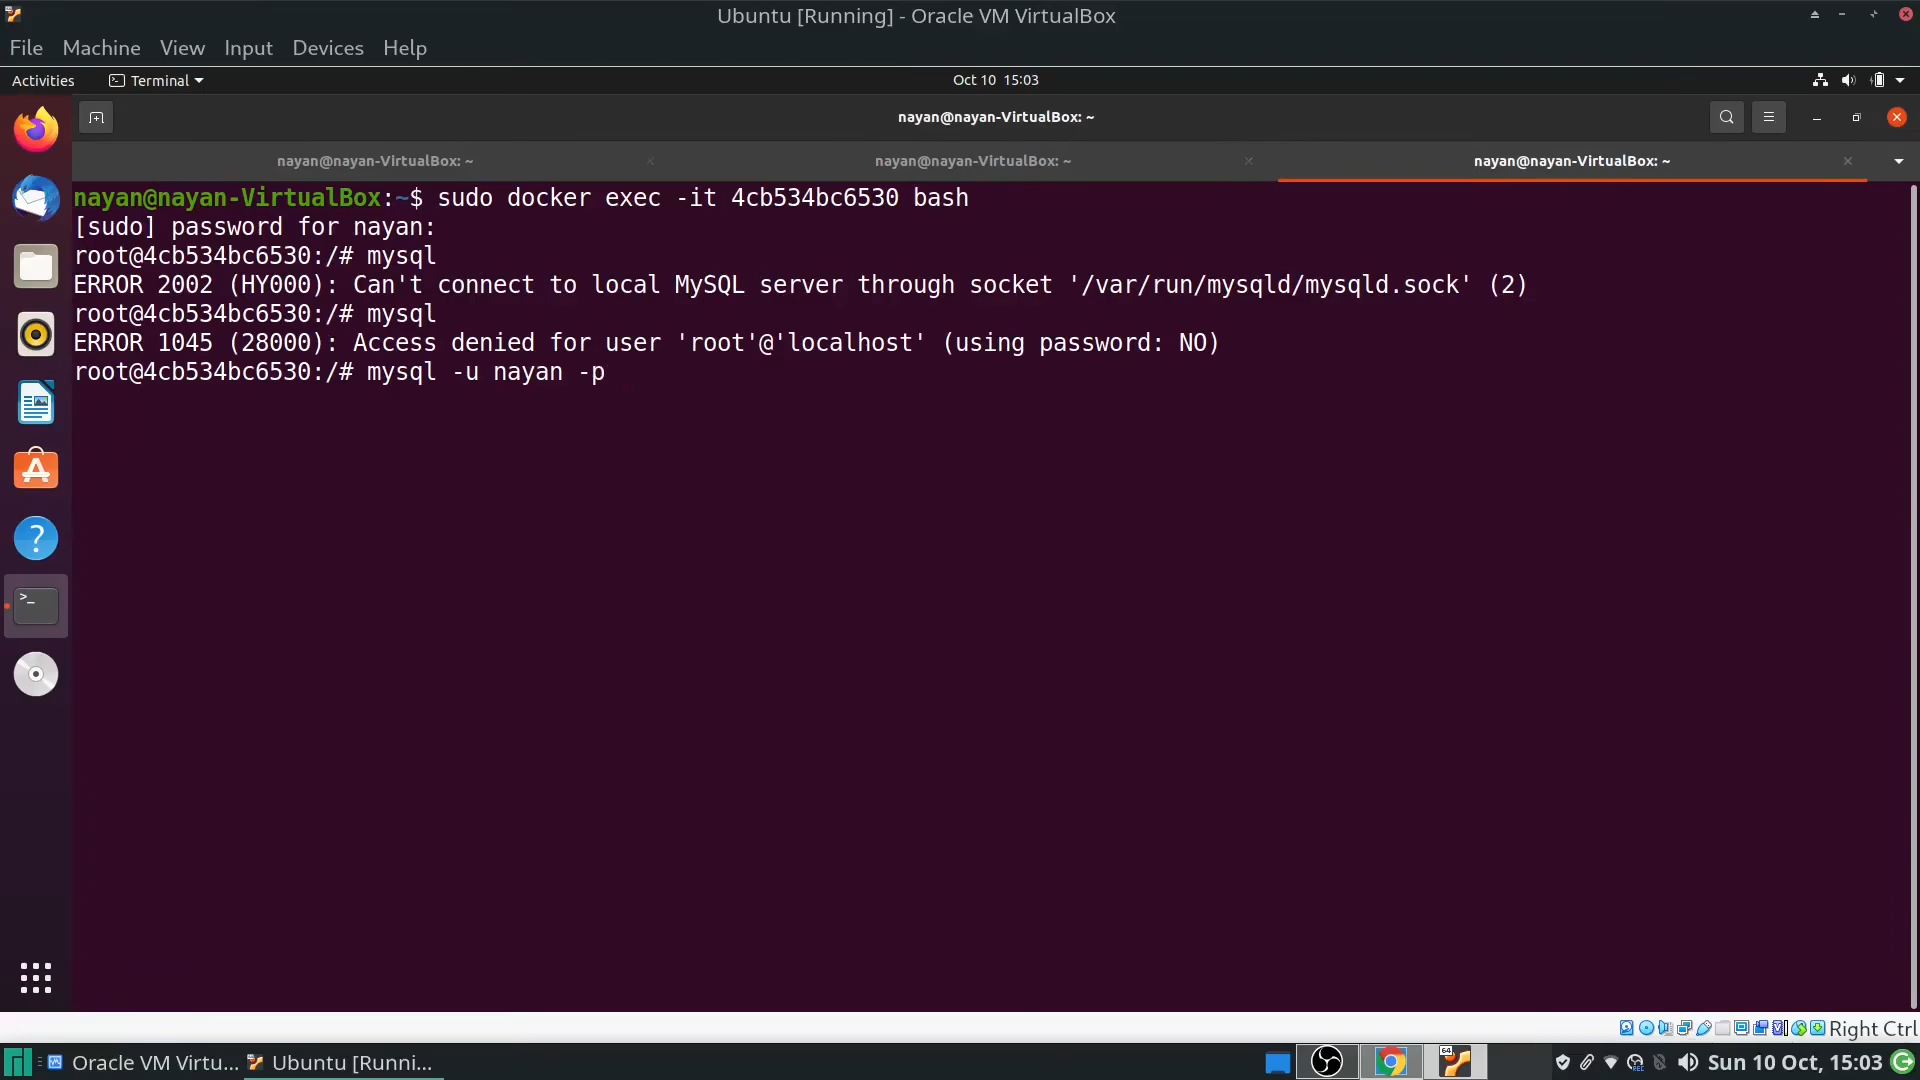 Ubuntu [Running] - Oracle VM VirtualBox
File Machine View Input Devices Help
Activities Terminal Oct 10 15:03
nayan@nayan-VirtualBox: ~
nayan@nayan-VirtualBox: ~ nayan@nayan-VirtualBox: ~ nayan@nayan-VirtualBox: ~
nayan@nayan-VirtualBox:~$ sudo docker exec -it 4cb534bc6530 bash
[sudo] password for nayan:
root@4cb534bc6530:/# mysql
ERROR 2002 (HY000): Can't connect to local MySQL server through socket '/var/run/mysqld/mysqld.sock' (2)
root@4cb534bc6530:/# mysql
ERROR 1045 (28000): Access denied for user 'root'@'localhost' (using password: NO)
root@4cb534bc6530:/# mysql -u nayan -p
Right Ctrl
Oracle VM Virtu... Ubuntu [Runni... 64 REC Sun 10 Oct, 15:03